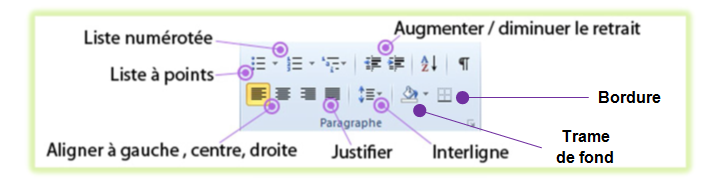 Augmenter / diminuer le retrait
Liste numérotée
Liste à points
Bordure
Paragraphe
Trame
de fond
Aligner à gauche , centre, droite
Justifier
Interligne